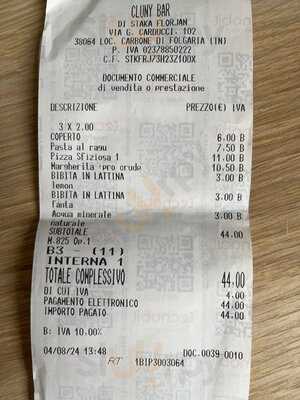 CLUNY BAR
DI STAKA FLORJAN
VIA G. CARDUCCI, 102
38064 LOC. CARBONE DI FOLGARIA (TN)
P. IVA 02378850222
C.F. STKFRJ73H23Z100X
DOCUMENTO COMMERCIALE
di vendita o prestazione
DESCRIZIONE PREZZO(€) IVA
3 X 2.00
COPERTO 6.00 B
Pasta al ragu 7.50 B
Pizza Sfiziosa 1 11.00 B
Margherita +pro crudo 10.50 B
BIBITA IN LATTINA 3.00 B
lemon
BIBITA IN LATTINA 3.00 B
fanta
Acqua minerale 3.00 B
naturale
SUBTOTALE 44.00
M.825 Op.1
B3 - (11)
INTERNA 1
TOTALE COMPLESSIVO 44,00
DI CUI IVA 4,00
PAGAMENTO ELETTRONICO 44,00
IMPORTO PAGATO 44,00
B: IVA 10.00%
04/08/24 13:48 DOC.0039-0010
RT 1BIP3003064